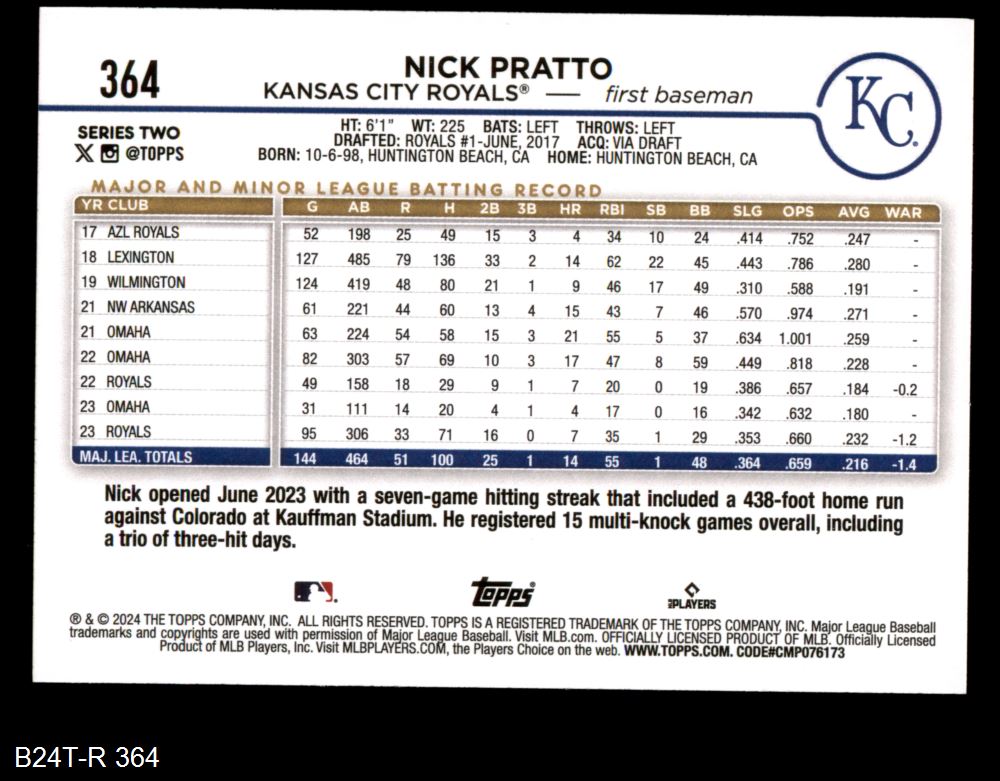 364
NICK PRATTO
KANSAS CITY ROYALS® — first baseman
KC
SERIES TWO
@TOPPS
HT: 6'1" WT: 225 BATS: LEFT THROWS: LEFT
DRAFTED: ROYALS #1-JUNE, 2017 ACQ: VIA DRAFT
BORN: 10-6-98, HUNTINGTON BEACH, CA HOME: HUNTINGTON BEACH, CA
MAJOR AND MINOR LEAGUE BATTING RECORD
YR CLUB G AB R H 2B 3B HR RBI SB BB SLG OPS AVG WAR
17 AZL ROYALS 52 198 25 49 15 3 4 34 10 24 .414 .752 .247 -
18 LEXINGTON 127 485 79 136 33 2 14 62 22 45 .443 .786 .280 -
19 WILMINGTON 124 419 48 80 21 1 9 46 17 49 .310 .588 .191 -
21 NW ARKANSAS 61 221 44 60 13 4 15 43 7 46 .570 .974 .271 -
21 OMAHA 63 224 54 58 15 3 21 55 5 37 .634 1.001 .259 -
22 OMAHA 82 303 57 69 10 3 17 47 8 59 .449 .818 .228 -
22 ROYALS 49 158 18 29 9 1 7 20 0 19 .386 .657 .184 -0.2
23 OMAHA 31 111 14 20 4 1 4 17 0 16 .342 .632 .180 -
23 ROYALS 95 306 33 71 16 0 7 35 1 29 .353 .660 .232 -1.2
MAJ. LEA. TOTALS 144 464 51 100 25 1 14 55 1 48 .364 .659 .216 -1.4
Nick opened June 2023 with a seven-game hitting streak that included a 438-foot home run
against Colorado at Kauffman Stadium. He registered 15 multi-knock games overall, including
a trio of three-hit days.
Topps®
MLB PLAYERS
® & © 2024 THE TOPPS COMPANY, INC. ALL RIGHTS RESERVED. TOPPS IS A REGISTERED TRADEMARK OF THE TOPPS COMPANY, INC. Major League Baseball
trademarks and copyrights are used with permission of Major League Baseball. Visit MLB.com. OFFICIALLY LICENSED PRODUCT OF MLB. Officially Licensed
Product of MLB Players, Inc. Visit MLBPLAYERS.COM, the Players Choice on the web. WWW.TOPPS.COM. CODE#CMP076173
B24T-R 364